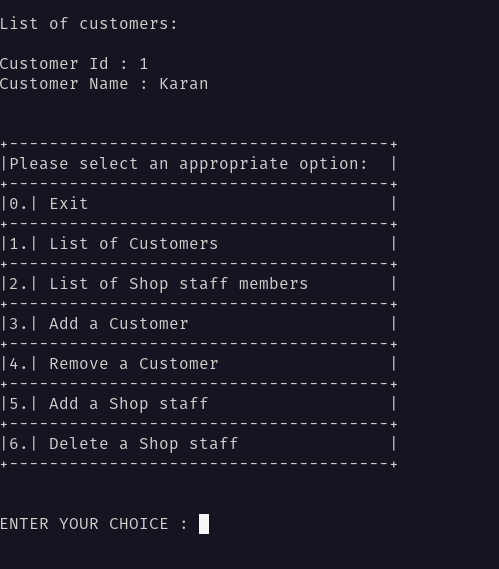 List of customers:
Customer Id : 1
Customer Name : Karan
+--------------------------------------+
|Please select an appropriate option:  |
+--------------------------------------+
|0.| Exit                              |
+--------------------------------------+
|1.| List of Customers                 |
+--------------------------------------+
|2.| List of Shop staff members        |
+--------------------------------------+
|3.| Add a Customer                    |
+--------------------------------------+
|4.| Remove a Customer                 |
+--------------------------------------+
|5.| Add a Shop staff                  |
+--------------------------------------+
|6.| Delete a Shop staff               |
+--------------------------------------+
ENTER YOUR CHOICE :